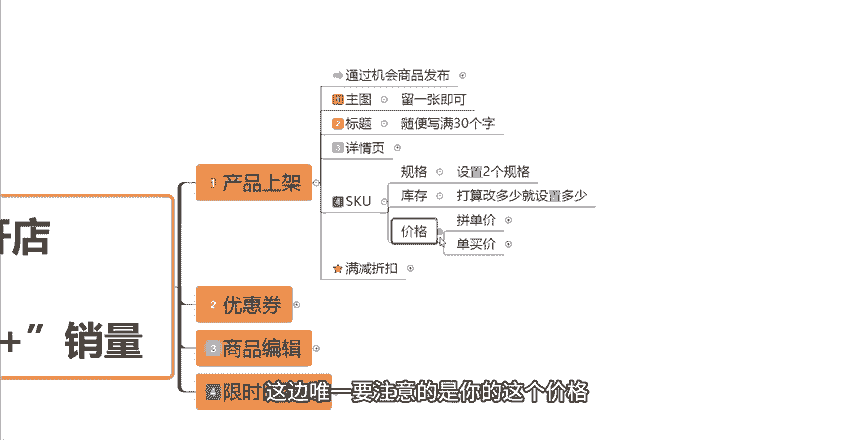 通过机会商品发布
主图 留一张即可
2 标题 随便写满30个字
3 详情页
规格 设置2个规格
4 SKU 库存 打算改多少就设置多少
价格 拼单价
单买价
满减折扣
1 产品上架
开店
+”销量
2 优惠券
3 商品编辑
4 限时
这边唯一要注意的是你的这个价格